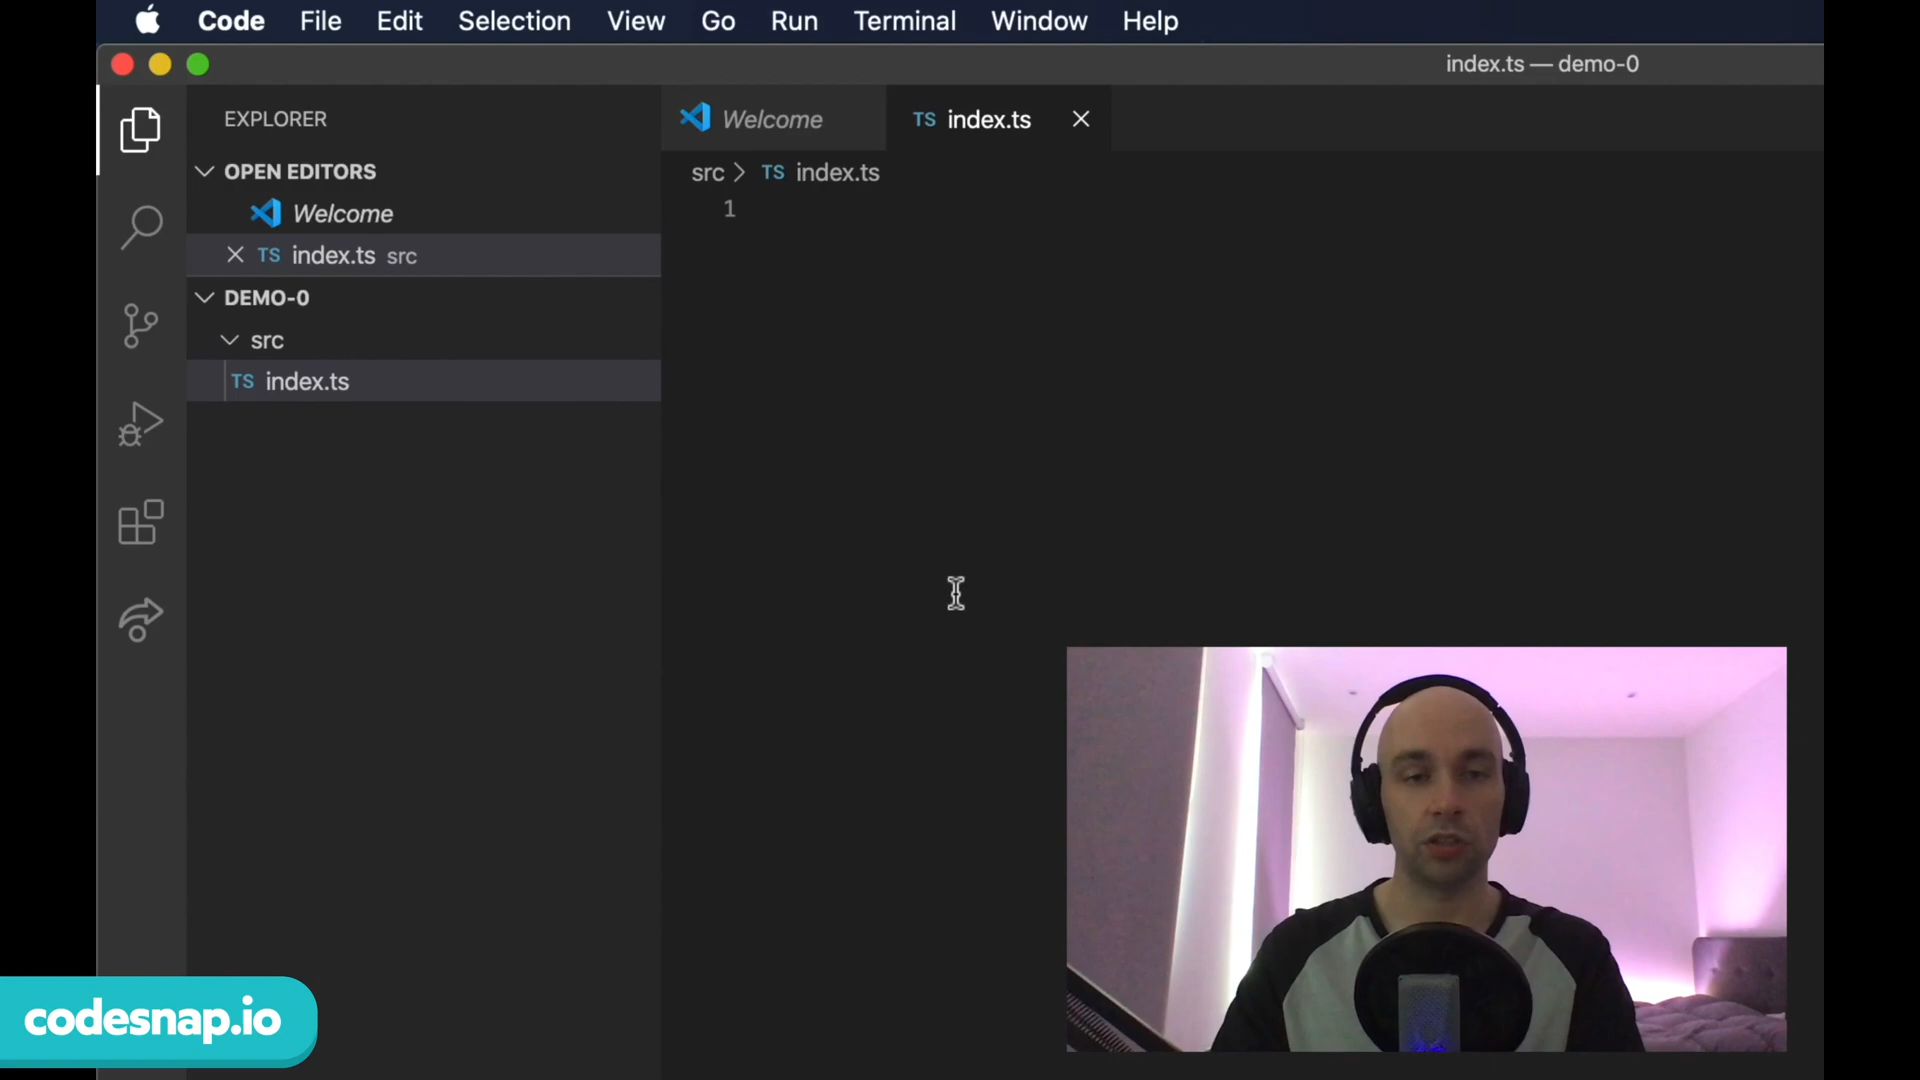 Code File Edit Selection View Go Run Terminal Window Help
index.ts — demo-0
EXPLORER
OPEN EDITORS
Welcome
TS index.ts src
DEMO-0
src
TS index.ts
Welcome
TS index.ts
src > TS index.ts
1
codesnap.io